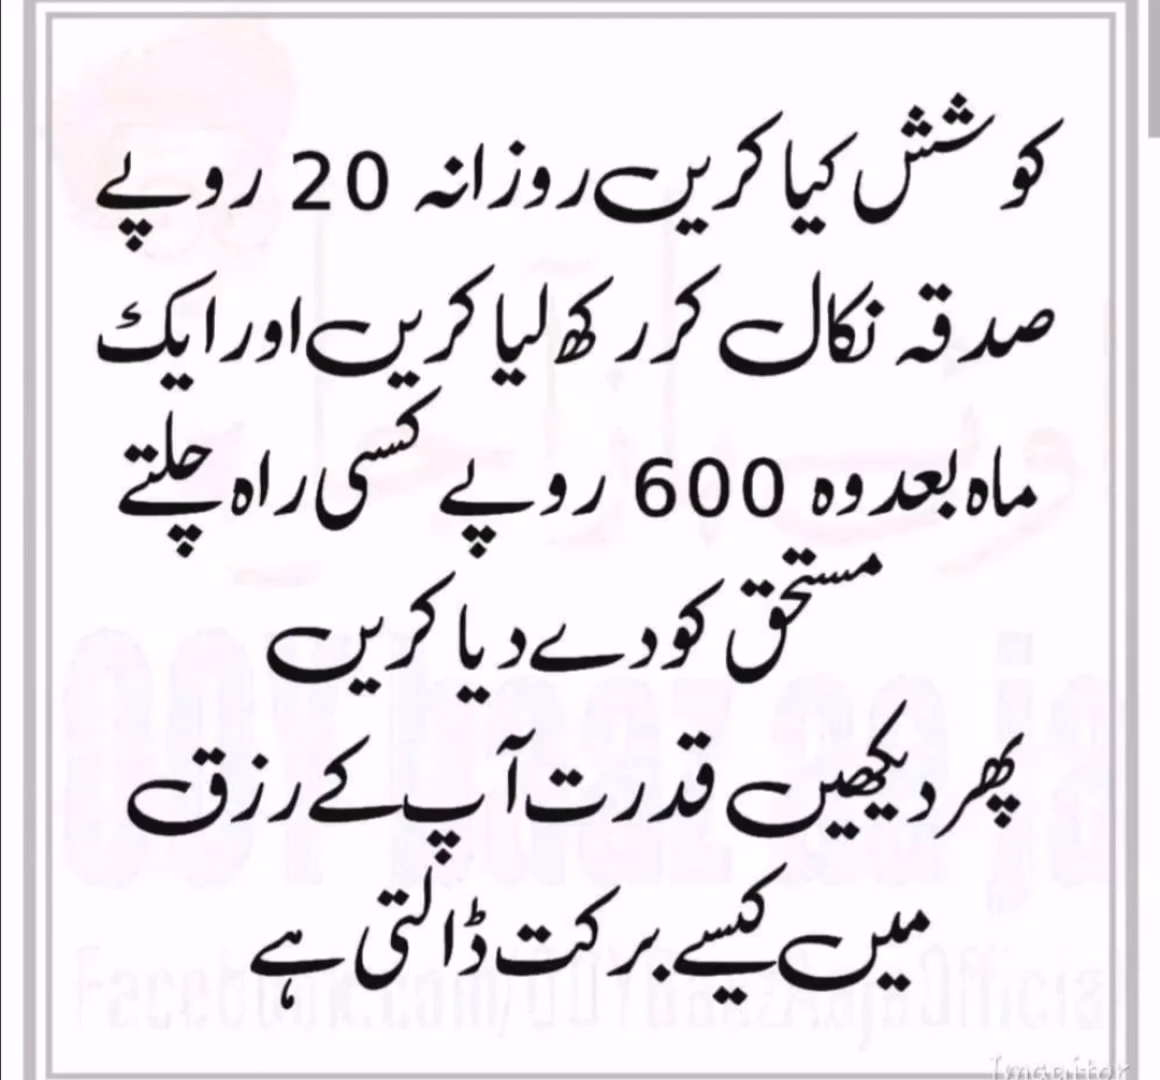 کوشش کیا کریں روزانہ 20 روپے
صدقہ نکال کر رکھ لیا کریں اور ایک
ماہ بعد وہ 600 روپے کسی راہ چلتے
مستحق کو دے دیا کریں
پھر دیکھیں قدرت آپ کے رزق
میں کیسے برکت ڈالتی ہے